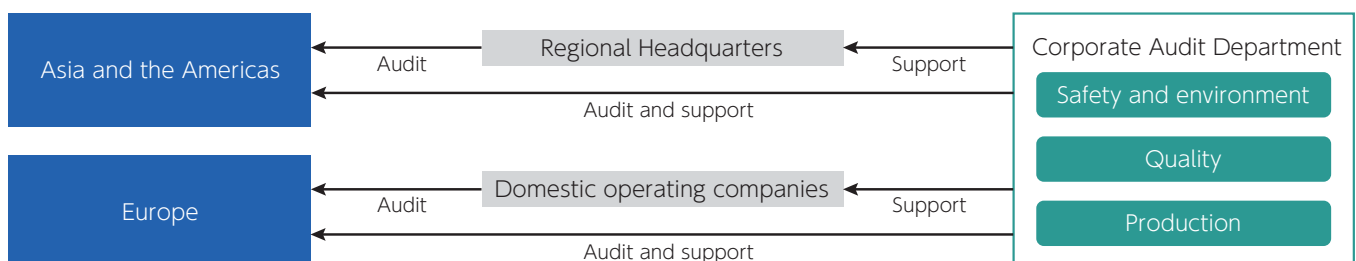 Asia and the Americas
Audit
Regional Headquarters
Support
Audit and support
Europe
Audit
Domestic operating companies
Support
Audit and support
Corporate Audit Department
Safety and environment
Quality
Production